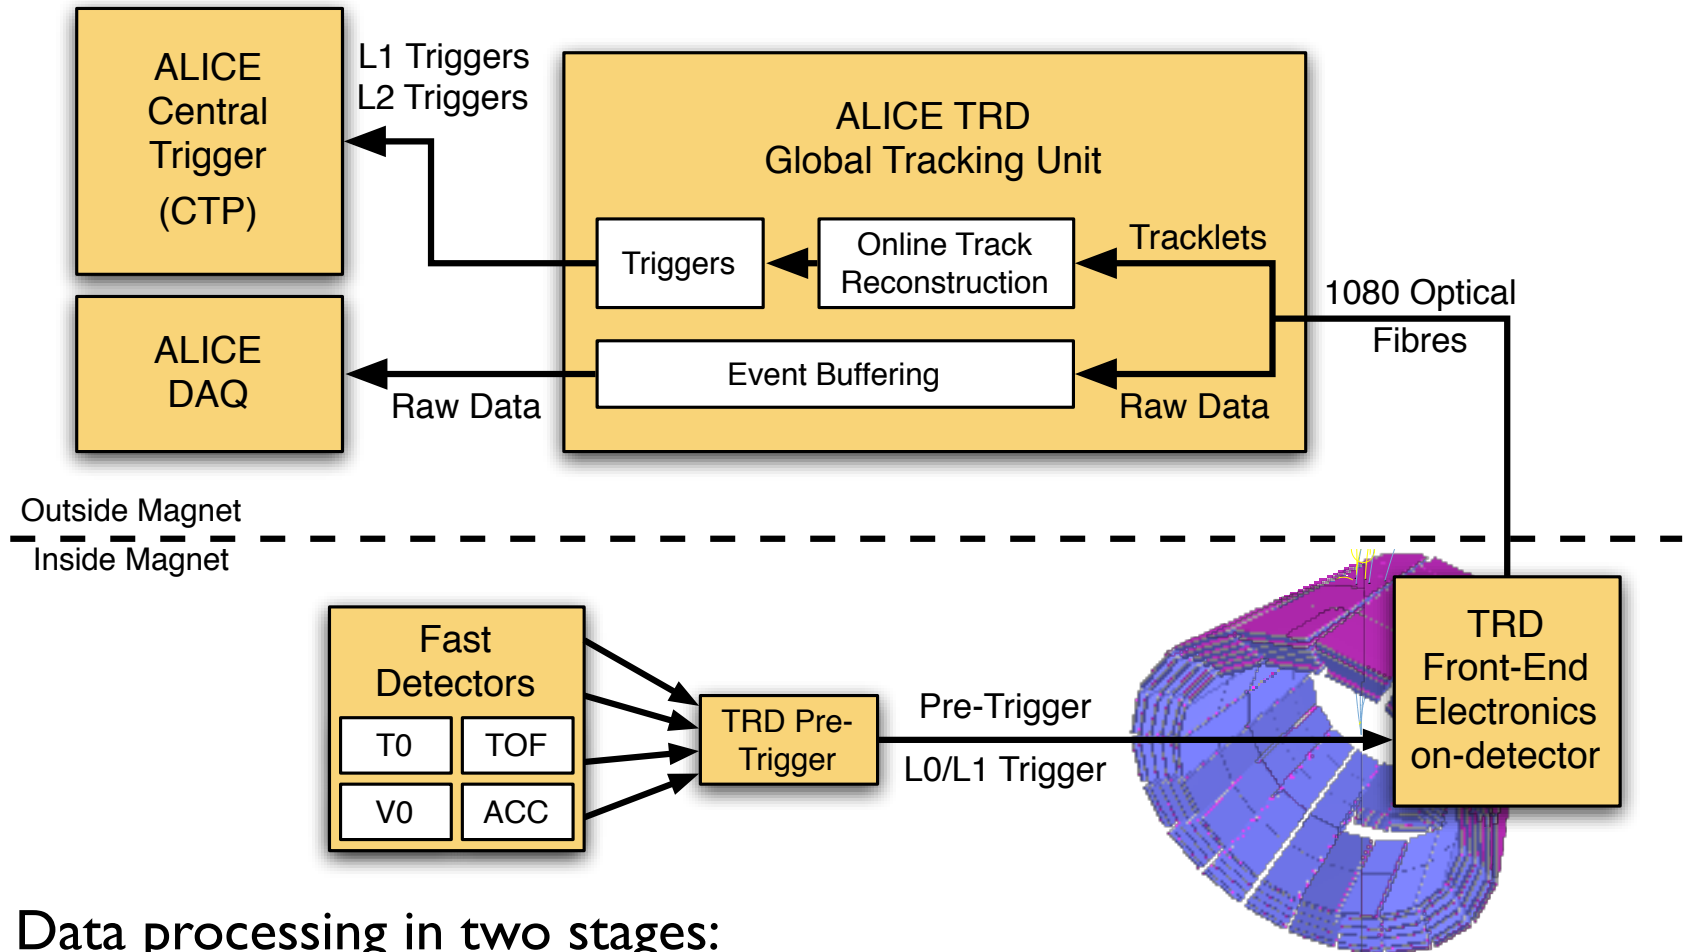 ALICE
Central
Trigger
(CTP)
L1 Triggers
L2 Triggers
ALICE TRD
Global Tracking Unit
Triggers
Online Track
Reconstruction
Tracklets
1080 Optical
Fibres
ALICE
DAQ
Raw Data
Event Buffering
Raw Data
Outside Magnet
Inside Magnet
Fast
Detectors
T0
TOF
V0
ACC
TRD Pre-
Trigger
Pre-Trigger
L0/L1 Trigger
TRD
Front-End
Electronics
on-detector
Data processing in two stages: